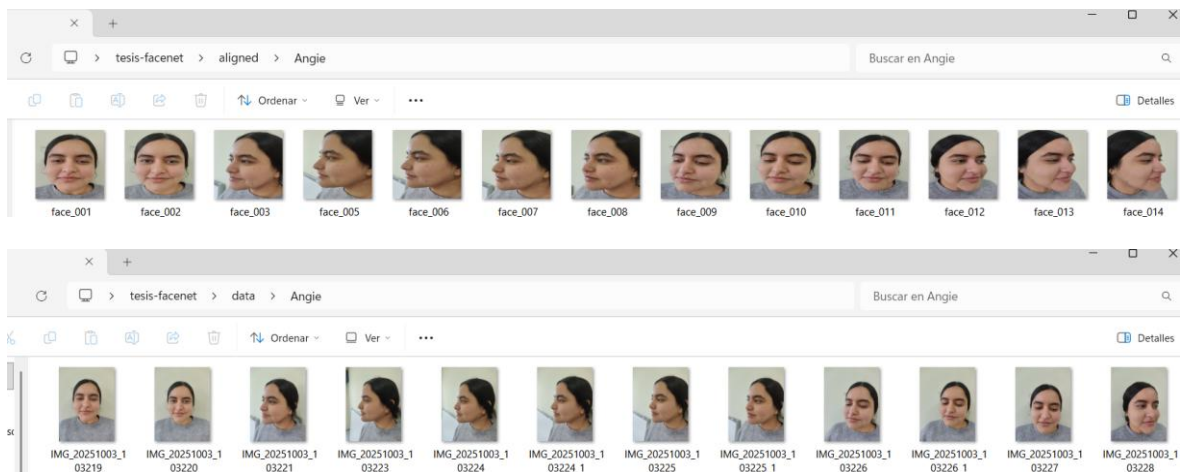 tesis-facenet > aligned > Angie
Buscar en Angie
Ordenar
Ver
Detalles
face_001 face_002 face_003 face_005 face_006 face_007 face_008 face_009 face_010 face_011 face_012 face_013 face_014
tesis-facenet > data > Angie
Buscar en Angie
Ordenar
Ver
Detalles
IMG_20251003_1 IMG_20251003_1 IMG_20251003_1 IMG_20251003_1 IMG_20251003_1 IMG_20251003_1 IMG_20251003_1 IMG_20251003_1 IMG_20251003_1 IMG_20251003_1 IMG_20251003_1 IMG_20251003_1
03219 03220 03221 03223 03224 03224 1 03225 03225 1 03226 03226 1 03227 03228